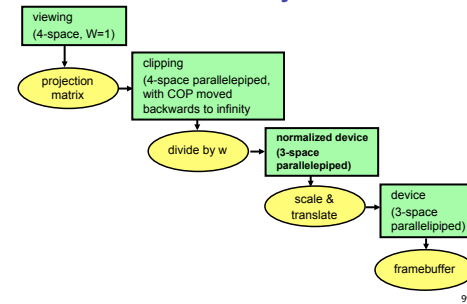 viewing
(4-space, W=1)
projection
matrix
clipping
(4-space parallelepiped,
with COP moved
backwards to infinity
divide by w
normalized device
(3-space
parallelepiped)
scale &
translate
device
(3-space
parallelipiped)
framebuffer
9